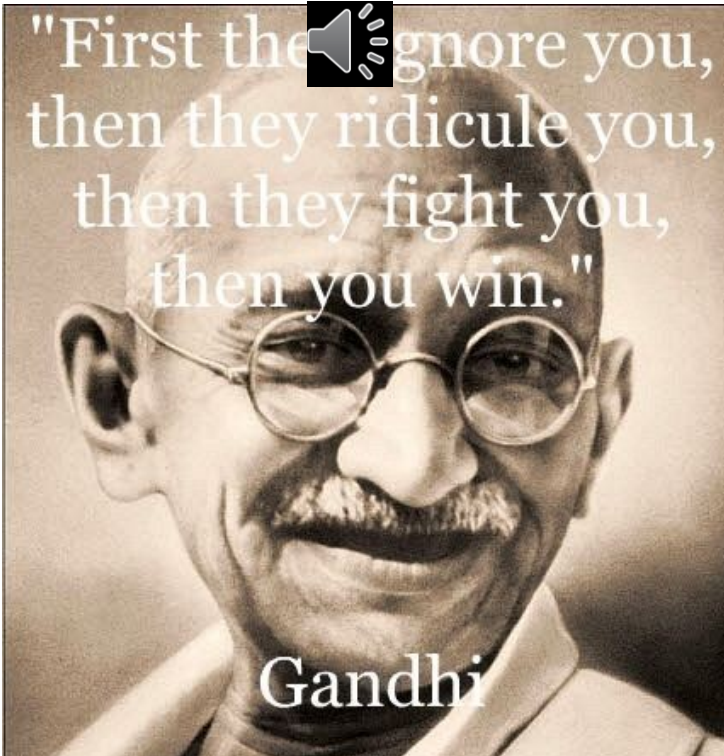 "First the gnore you,
then they ridicule you,
then they fight you,
then you win."
Gandhi